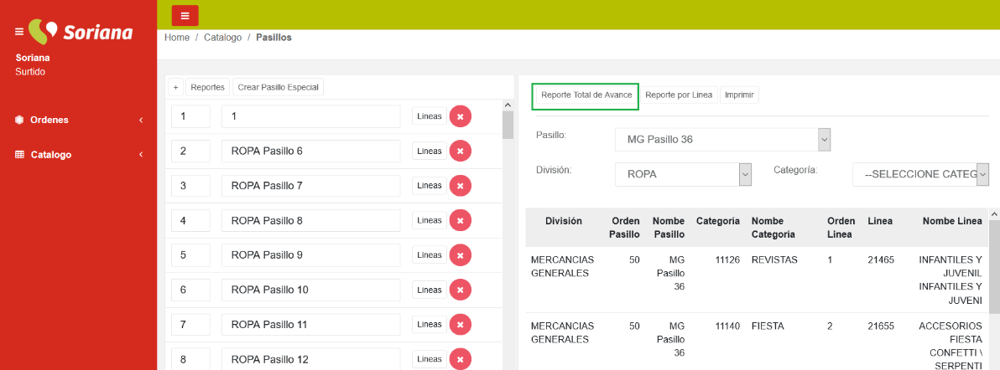 Soriana
Soriana
Surtido
Ordenes
Catalogo
Home / Catalogo / Pasillos
+ Reportes Crear Pasillo Especial
1 1 Lineas
2 ROPA Pasillo 6 Lineas
3 ROPA Pasillo 7 Lineas
4 ROPA Pasillo 8 Lineas
5 ROPA Pasillo 9 Lineas
6 ROPA Pasillo 10 Lineas
7 ROPA Pasillo 11 Lineas
8 ROPA Pasillo 12 Lineas
Reporte Total de Avance Reporte por Linea Imprimir
Pasillo: MG Pasillo 36
División: ROPA Categoría: --SELECCIONE CATEG
División Orden Nombe Categoría Nombe Orden Linea Nombe Linea
Pasillo Pasillo Categoría Linea
MERCANCIAS 50 MG 11126 REVISTAS 1 21465 INFANTILES Y
GENERALES Pasillo JUVENIL
36 INFANTILES Y
JUVENI
MERCANCIAS 50 MG 11140 FIESTA 2 21655 ACCESORIOS
GENERALES Pasillo FIESTA
36 CONFETTI \
SERPENTI